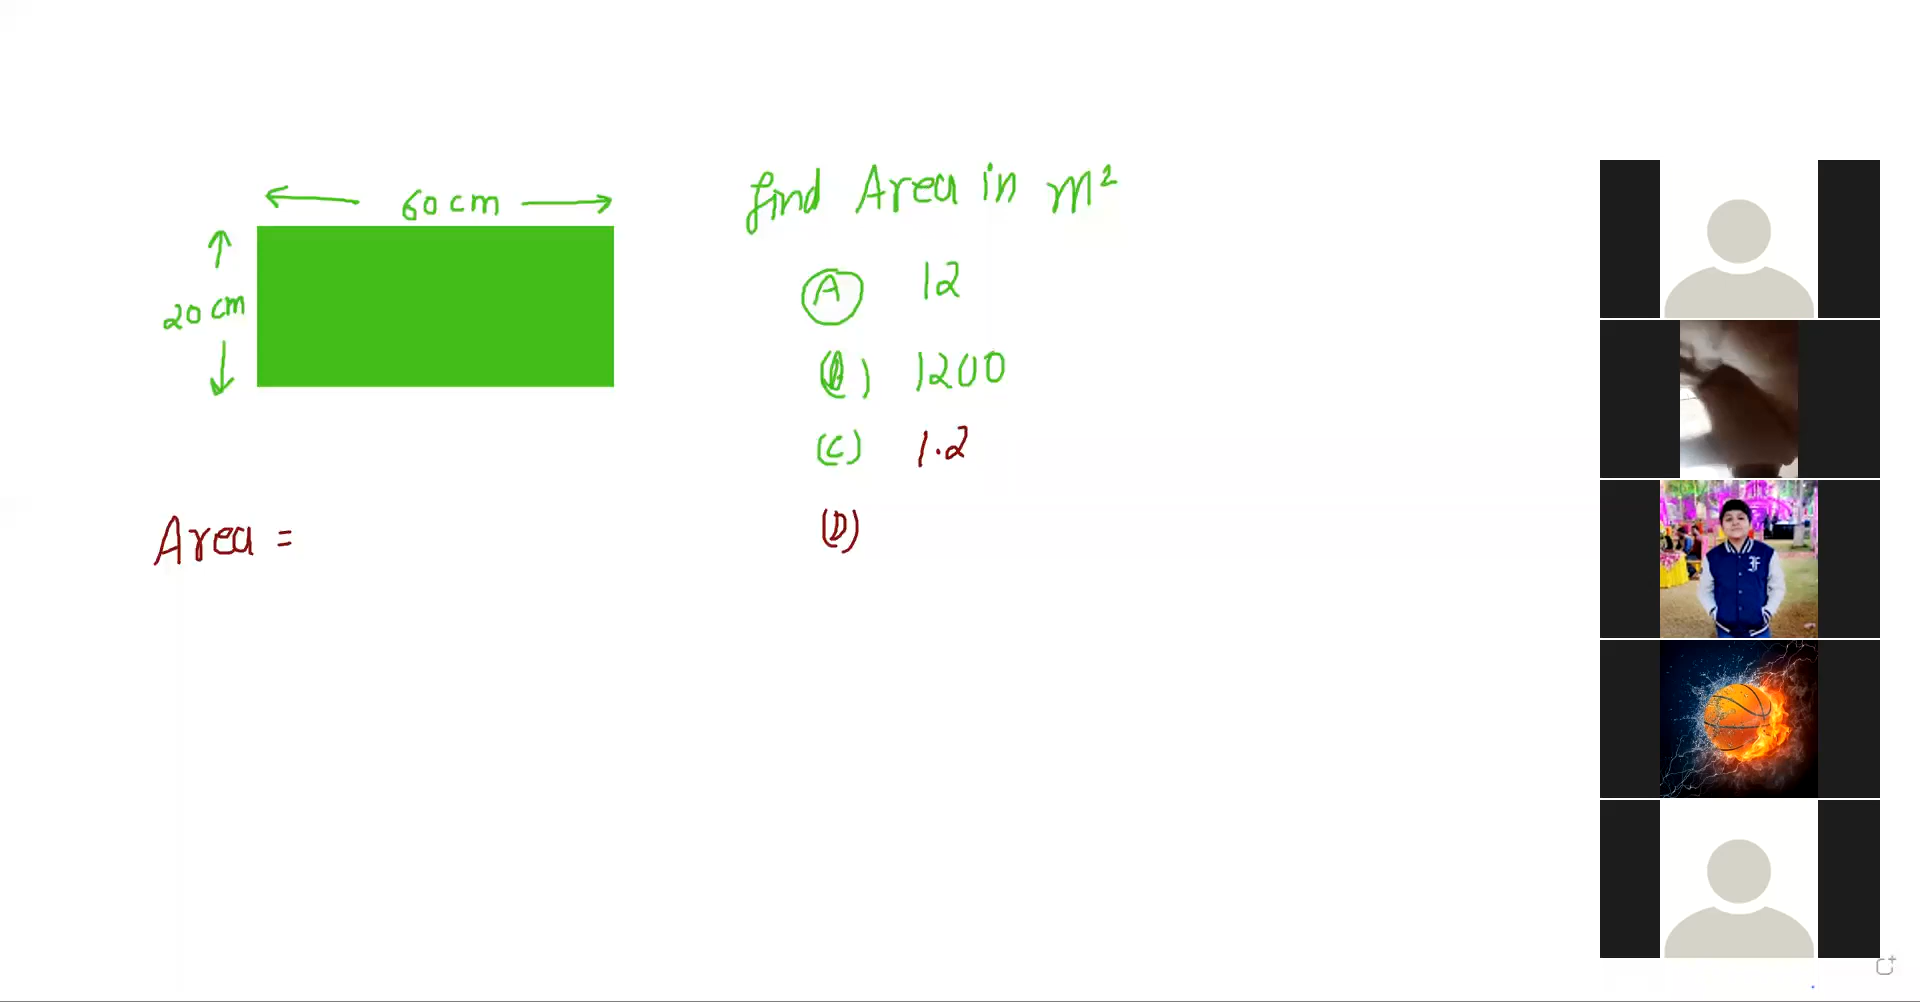 60 cm
20 cm
find Area in m²
A 12
1200
(C) 1.2
(D)
Area =
F